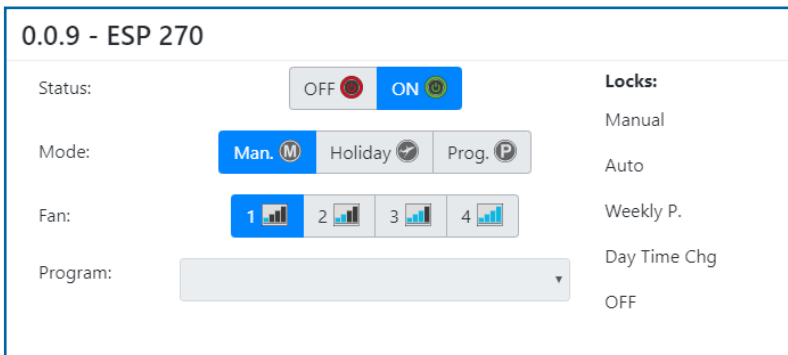 0.0.9 - ESP 270
Status:
OFF ON
Mode:
Man. M Holiday Prog. P
Fan:
1 2 3 4
Program:
Locks:
Manual
Auto
Weekly P.
Day Time Chg
OFF